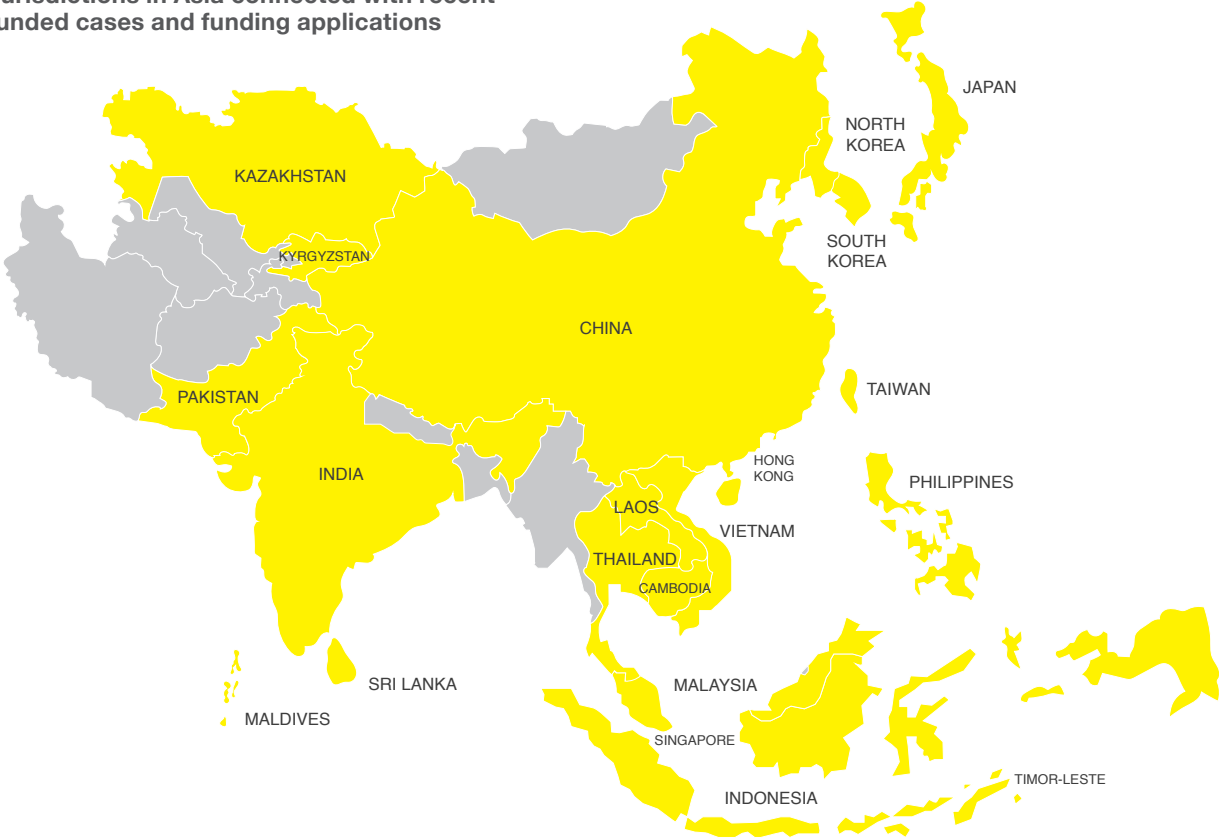 unded cases and funding applications
JAPAN
NORTH
KOREA
KAZAKHSTAN
SOUTH
KOREA
KYRGYZSTAN
CHINA
TAIWAN
PAKISTAN
HONG
KONG
INDIA
PHILIPPINES
LAOS
VIETNAM
THAILAND
CAMBODIA
SRI LANKA
MALAYSIA
MALDIVES
SINGAPORE
TIMOR-LESTE
INDONESIA